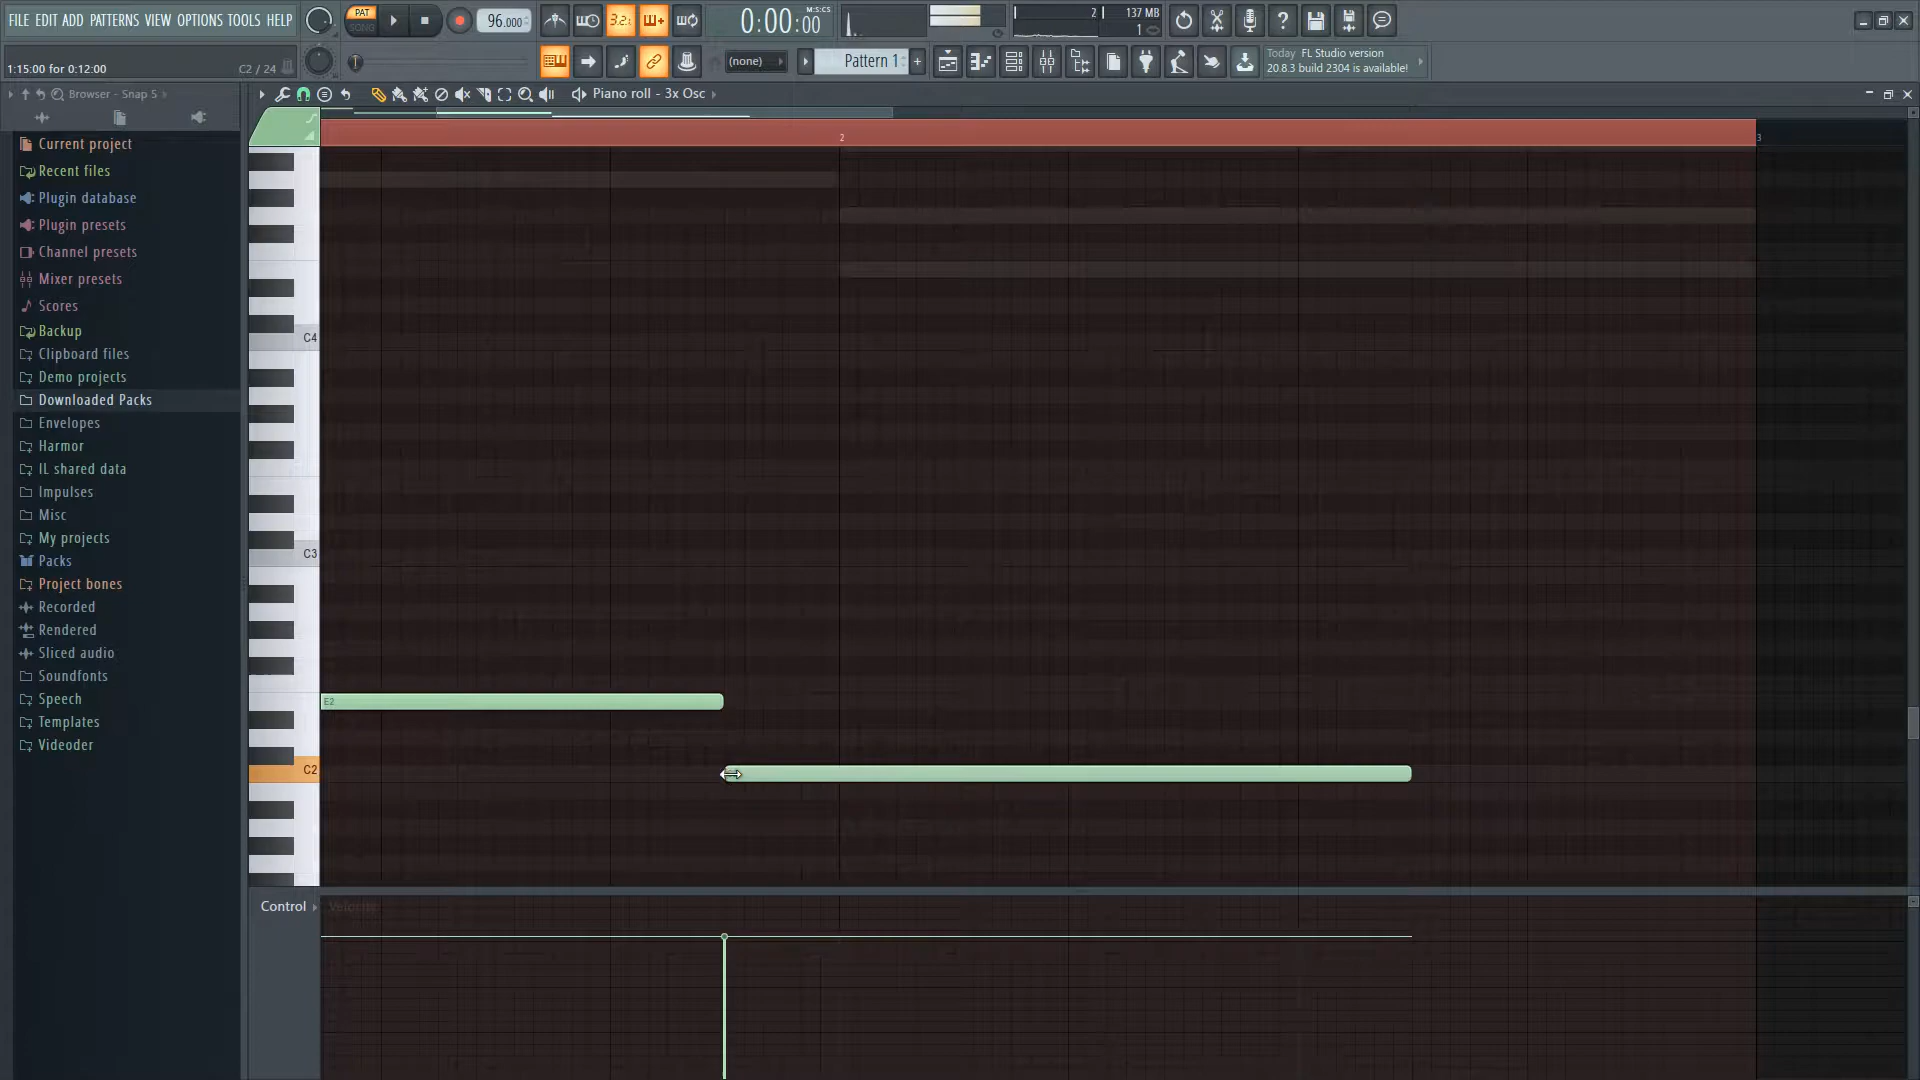 FILE EDIT ADD PATTERNS VIEW OPTIONS TOOLS HELP
PAT
SONG
96.000
3.2.
0:00:00
M:S:CS
2
137 MB
1
1:15:00 for 0:12:00
C2 / 24
(none)
Pattern 1
Today FL Studio version
20.8.3 build 2304 is available!
Browser - Snap 5
Piano roll - 3x Osc
Current project
Recent files
Plugin database
Plugin presets
Channel presets
Mixer presets
Scores
Backup
Clipboard files
Demo projects
Downloaded Packs
Envelopes
Harmor
IL shared data
Impulses
Misc
My projects
Packs
Project bones
Recorded
Rendered
Sliced audio
Soundfonts
Speech
Templates
Videoder
2
3
C4
C3
E2
C2
Control
Velocity